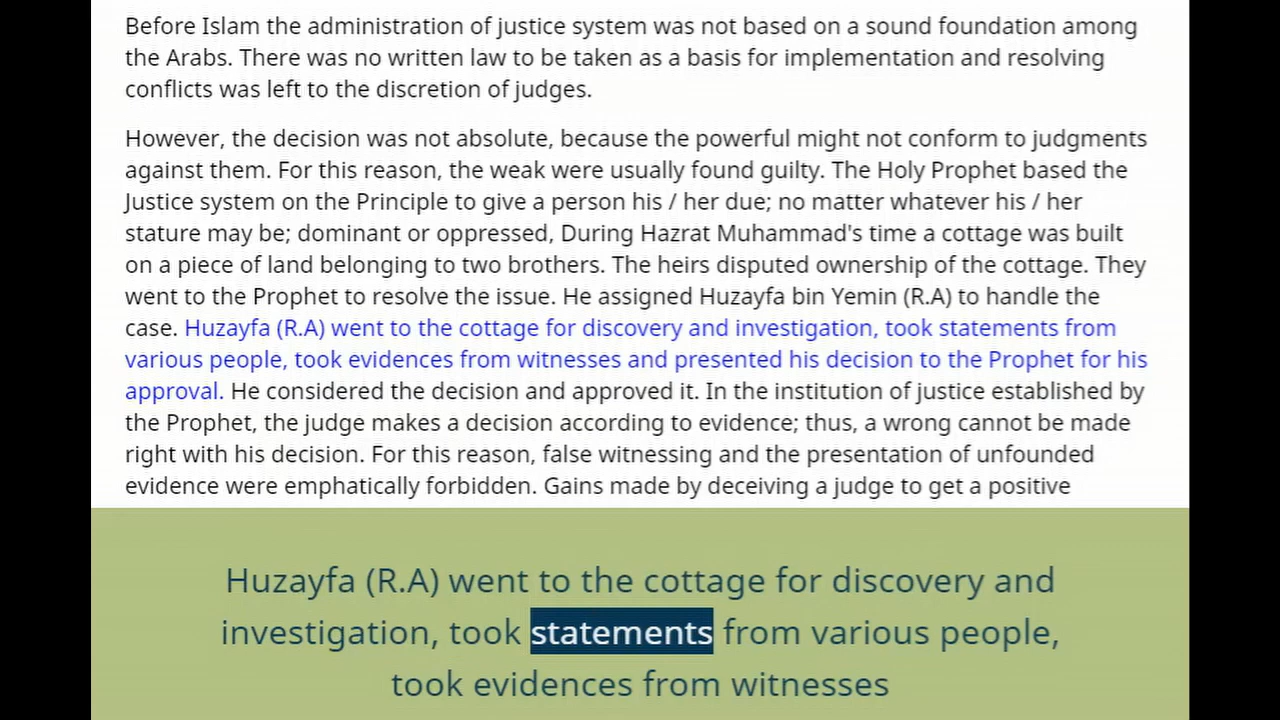 Before Islam the administration of justice system was not based on a sound foundation among
the Arabs. There was no written law to be taken as a basis for implementation and resolving
conflicts was left to the discretion of judges.
However, the decision was not absolute, because the powerful might not conform to judgments
against them. For this reason, the weak were usually found guilty. The Holy Prophet based the
Justice system on the Principle to give a person his / her due; no matter whatever his / her
stature may be; dominant or oppressed, During Hazrat Muhammad's time a cottage was built
on a piece of land belonging to two brothers. The heirs disputed ownership of the cottage. They
went to the Prophet to resolve the issue. He assigned Huzayfa bin Yemin (R.A) to handle the
case. Huzayfa (R.A) went to the cottage for discovery and investigation, took statements from
various people, took evidences from witnesses and presented his decision to the Prophet for his
approval. He considered the decision and approved it. In the institution of justice established by
the Prophet, the judge makes a decision according to evidence; thus, a wrong cannot be made
right with his decision. For this reason, false witnessing and the presentation of unfounded
evidence were emphatically forbidden. Gains made by deceiving a judge to get a positive
Huzayfa (R.A) went to the cottage for discovery and
investigation, took statements from various people,
took evidences from witnesses